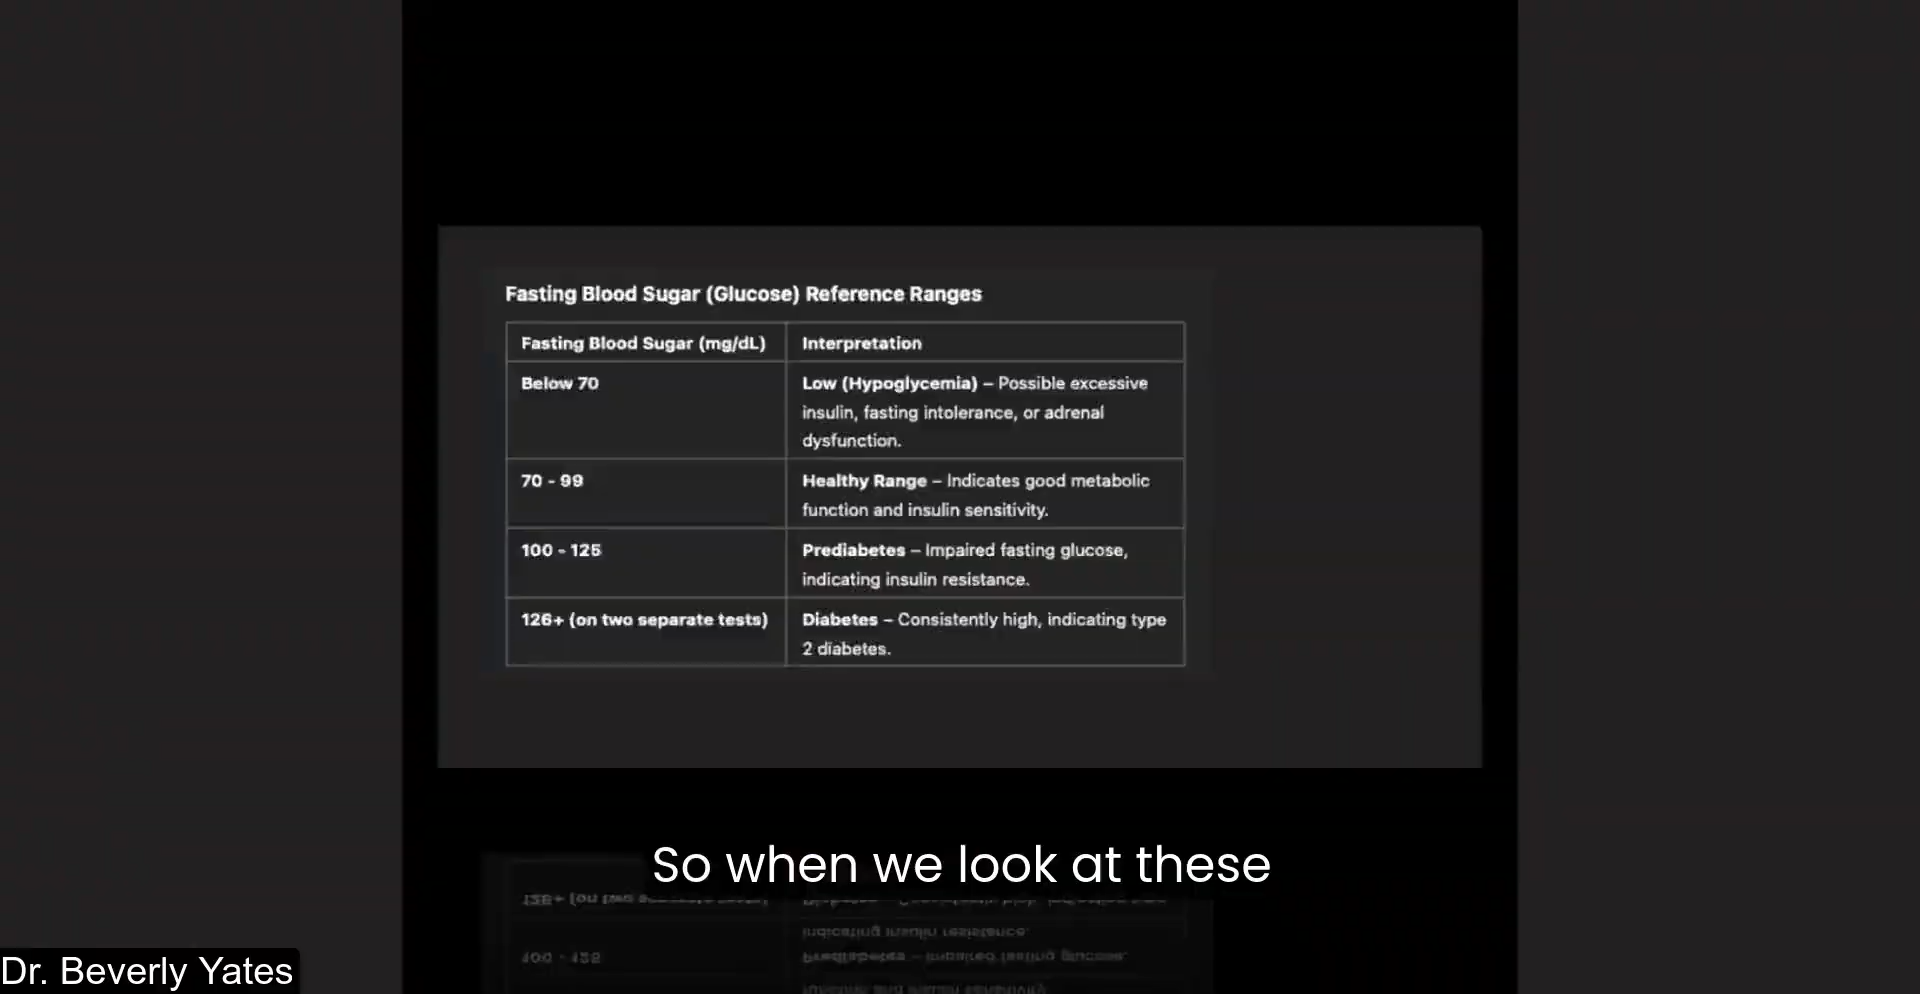 Fasting Blood Sugar (Glucose) Reference Ranges
Fasting Blood Sugar (mg/dL) Interpretation
Below 70 Low (Hypoglycemia) – Possible excessive
insulin, fasting intolerance, or adrenal
dysfunction.
70 - 99 Healthy Range – Indicates good metabolic
function and insulin sensitivity.
100 - 125 Prediabetes – Impaired fasting glucose,
indicating insulin resistance.
126+ (on two separate tests) Diabetes – Consistently high, indicating type
2 diabetes.
So when we look at these
Dr. Beverly Yates